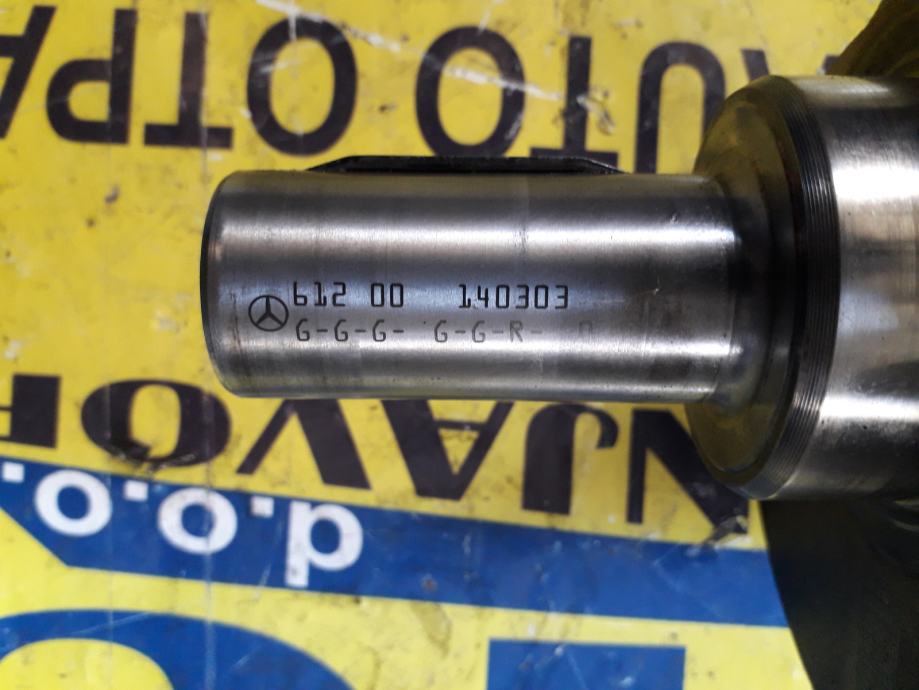 AUTO OTPA
612 00 140303
G-G-G- G-G-R-
NJAVOR
d.o.o.